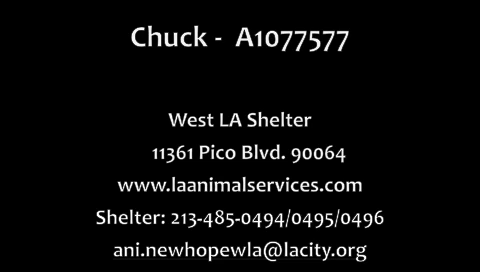 Chuck - A1077577
West LA Shelter
11361 Pico Blvd. 90064
www.laanimalservices.com
Shelter: 213-485-0494/0495/0496
ani.newhopewla@lacity.org